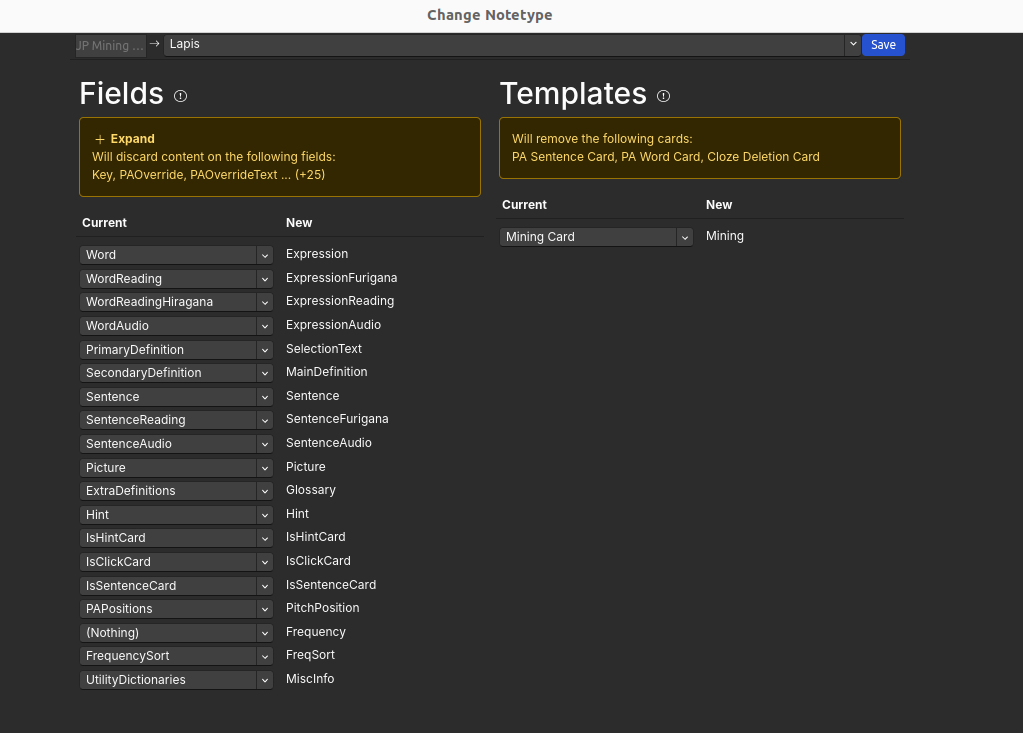 Change Notetype
JP Mining ... → Lapis Save
Fields
+ Expand
Will discard content on the following fields:
Key, PAOverride, PAOverrideText ... (+25)
Current New
Word Expression
WordReading ExpressionFurigana
WordReadingHiragana ExpressionReading
WordAudio ExpressionAudio
PrimaryDefinition SelectionText
SecondaryDefinition MainDefinition
Sentence Sentence
SentenceReading SentenceFurigana
SentenceAudio SentenceAudio
Picture Picture
ExtraDefinitions Glossary
Hint Hint
IsHintCard IsHintCard
IsClickCard IsClickCard
IsSentenceCard IsSentenceCard
PAPositions PitchPosition
(Nothing) Frequency
FrequencySort FreqSort
UtilityDictionaries MiscInfo
Templates
Will remove the following cards:
PA Sentence Card, PA Word Card, Cloze Deletion Card
Current New
Mining Card Mining